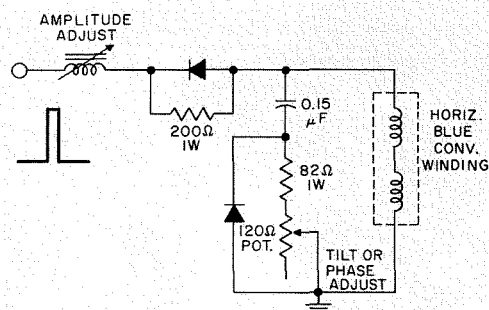 AMPLITUDE
ADJUST
200Ω
1W
0.15
μF
82Ω
1W
120Ω
POT.
TILT OR
PHASE
ADJUST
HORIZ.
BLUE
CONV.
WINDING